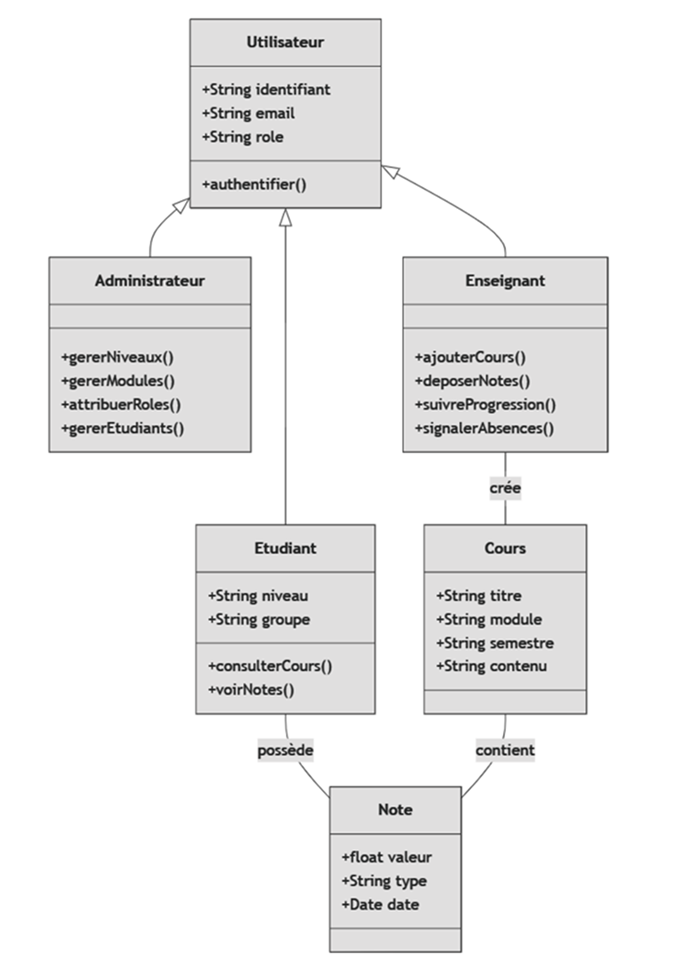 Utilisateur
+String identifiant
+String email
+String role
+authentifier()
Administrateur
+gererNiveaux()
+gererModules()
+attribuerRoles()
+gererEtudiants()
Enseignant
+ajouterCours()
+deposerNotes()
+suivreProgression()
+signalerAbsences()
crée
Etudiant
+String niveau
+String groupe
+consulterCours()
+voirNotes()
Cours
+String titre
+String module
+String semestre
+String contenu
possède
contient
Note
+float valeur
+String type
+Date date